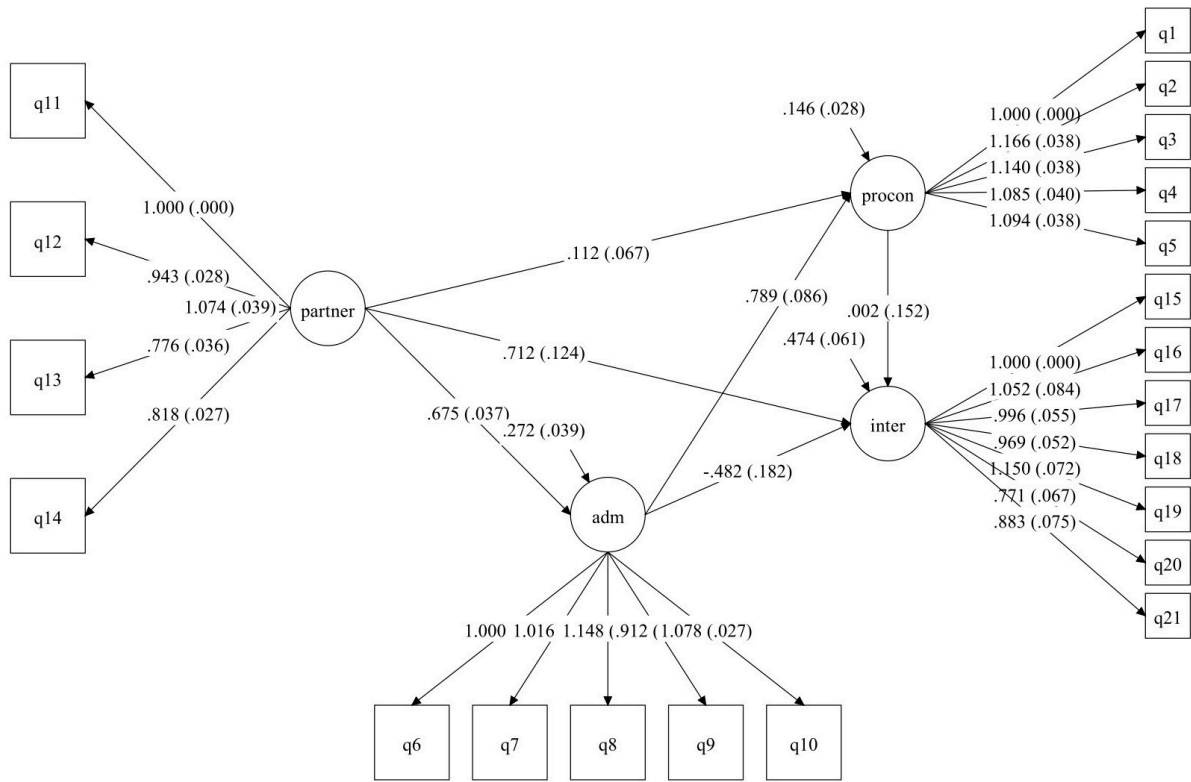 q1
q11
q2
.146 (.028)
1.000 (.000)
1.166 (.038)
q3
1.140 (.038)
procon
1.085 (.040)
q4
1.000 (.000)
1.094 (.038)
q5
q12
.112 (.067)
.943 (.028)
.789 (.086)
q15
1.074 (.039)
partner
.002 (.152)
.776 (.036)
.474 (.061)
q16
.712 (.124)
1.000 (.000)
q13
1.052 (.084)
q17
.818 (.027)
.675 (.037)
.996 (.055)
inter
.272 (.039)
.969 (.052)
q18
-.482 (.182)
1.150 (.072)
.771 (.067)
q19
q14
adm
.883 (.075)
q20
q21
1.000
1.016
1.148 (
.912 (
1.078 (.027)
q6
q7
q8
q9
q10